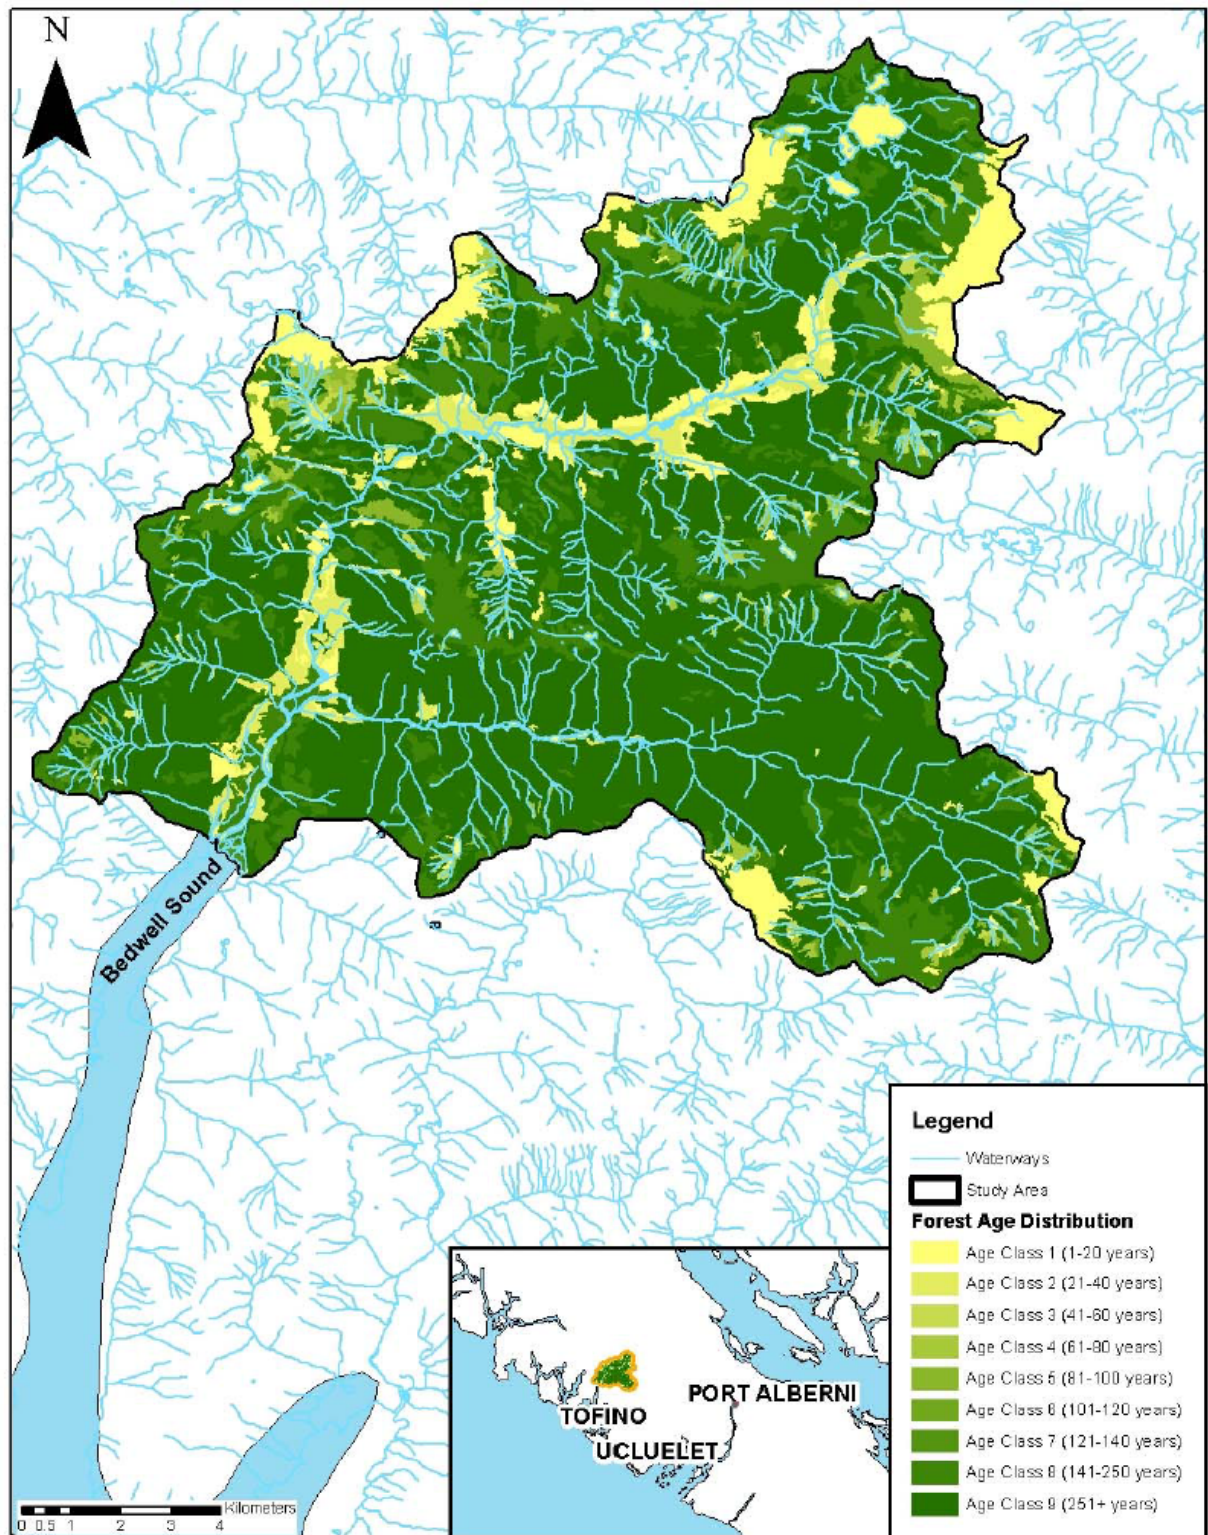 N
a
a
Bedwell Sound
Legend
Waterways
Study Area
Forest Age Distribution
Age Class 1 (1-20 years)
Age Class 2 (21-40 years)
Age Class 3 (41-60 years)
Age Class 4 (61-80 years)
Age Class 5 (81-100 years)
Age Class 6 (101-120 years)
Age Class 7 (121-140 years)
Age Class 8 (141-250 years)
Age Class 9 (251+ years)
PORT ALBERNI
TOFINO
UCLUELET
Kilometers
0 0.5 1 2 3 4